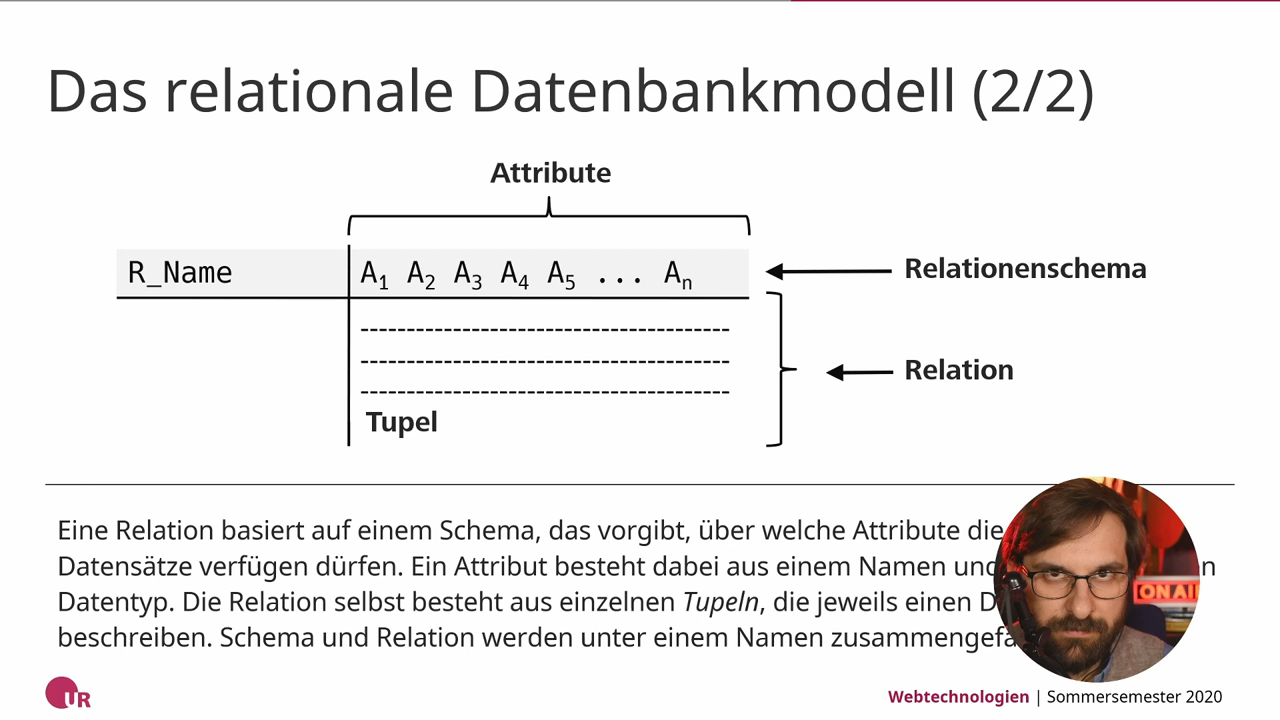 Das relationale Datenbankmodell (2/2)
Attribute
R_Name A1 A2 A3 A4 A5 ... An
Relationenschema
Relation
Tupel
Eine Relation basiert auf einem Schema, das vorgibt, über welche Attribute die
Datensätze verfügen dürfen. Ein Attribut besteht dabei aus einem Namen
Datentyp. Die Relation selbst besteht aus einzelnen Tupeln, die jeweils einen
beschreiben. Schema und Relation werden unter einem Namen
ON AI
UR
Webtechnologien | Sommersemester 2020